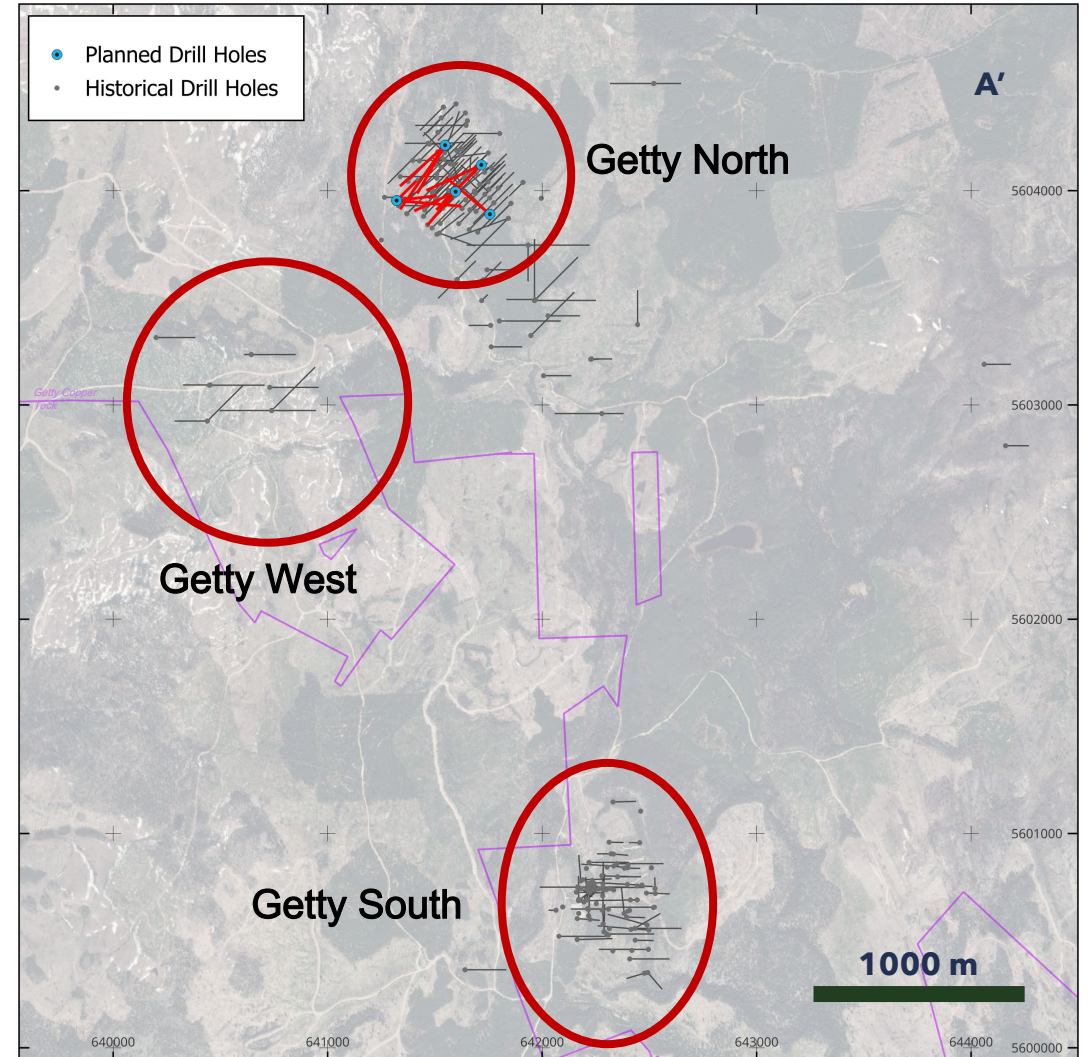 Planned Drill Holes
Historical Drill Holes
A’
Getty North
5604000
Getty Copper
Teck
5603000
Getty West
5602000
5601000
Getty South
1000 m
640000
641000
642000
643000
644000
5600000